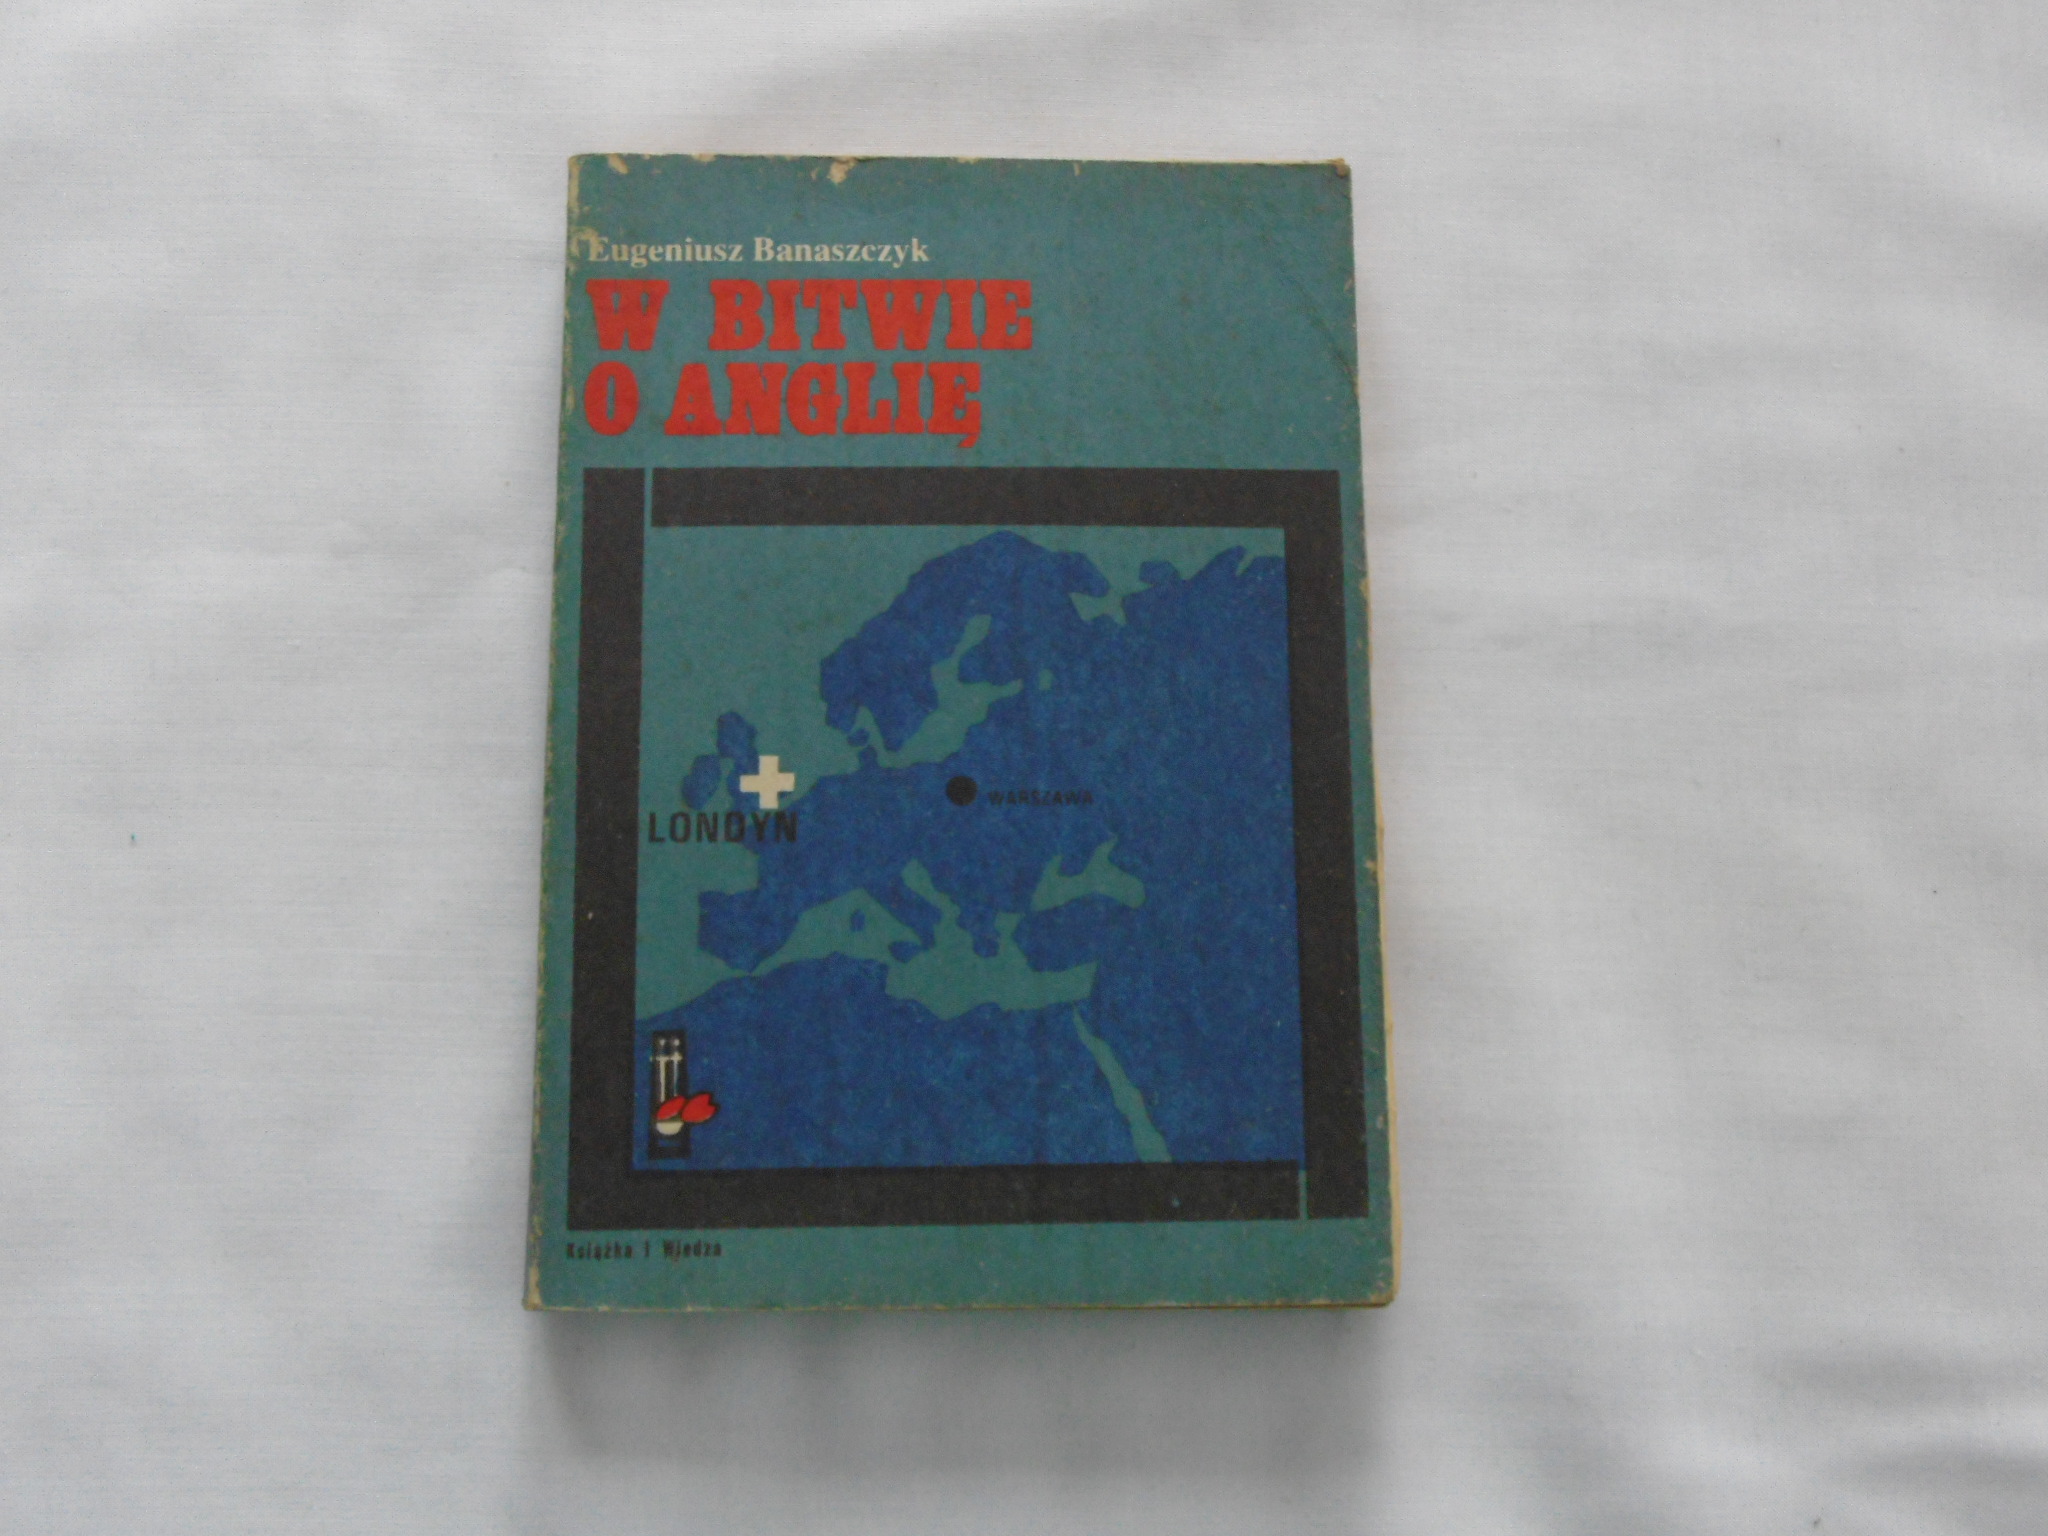 Eugeniusz Banaszczyk
W BITWIE
O ANGLIĘ
WARSZAWA
LONDYN
Książka i Wiedza